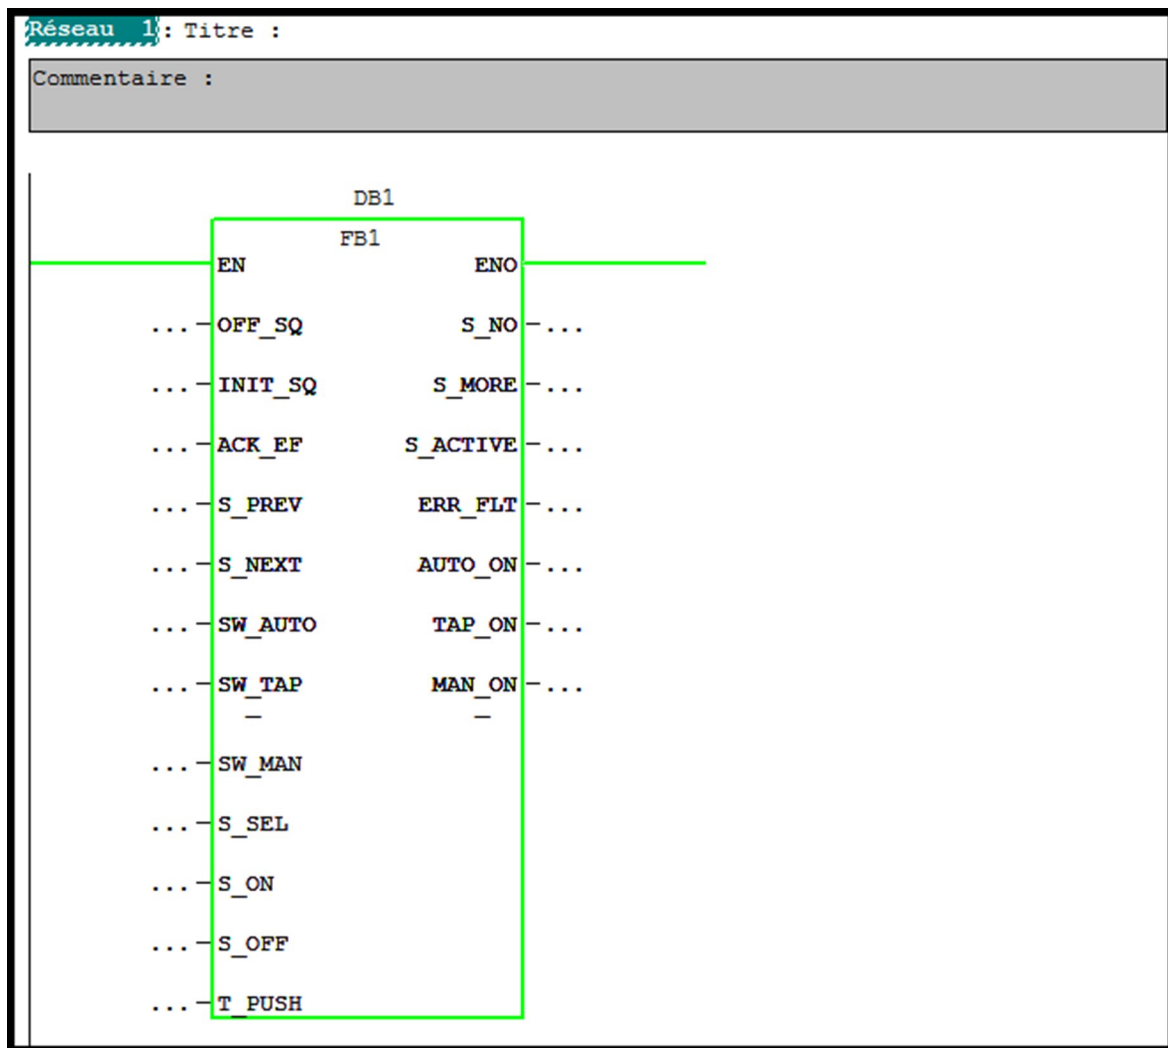 Réseau 1: Titre :
Commentaire :
DB1
FB1
EN ENO
... OFF_SQ S_NO ...
... INIT_SQ S_MORE ...
... ACK_EF S_ACTIVE ...
... S_PREV ERR_FLT ...
... S_NEXT AUTO_ON ...
... SW_AUTO TAP_ON ...
... SW_TAP MAN_ON ...
... SW_MAN
... S_SEL
... S_ON
... S_OFF
... T_PUSH